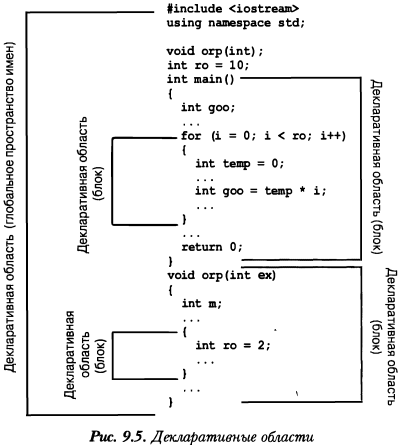 #include <iostream>
using namespace std;
void orp(int);
int ro = 10;
int main()
{
int goo;
...
for (i = 0; i < ro; i++)
{
int temp = 0;
...
int goo = temp * i;
...
}
...
return 0;
}
void orp(int ex)
{
int m;
...
{
int ro = 2;
...
}
...
}
Декларативная область (глобальное пространство имен)
Декларативная область
(блок)
Декларативная
область
(блок)
Декларативная область
(блок)
Декларативная область
(блок)
Рис. 9.5. Декларативные области